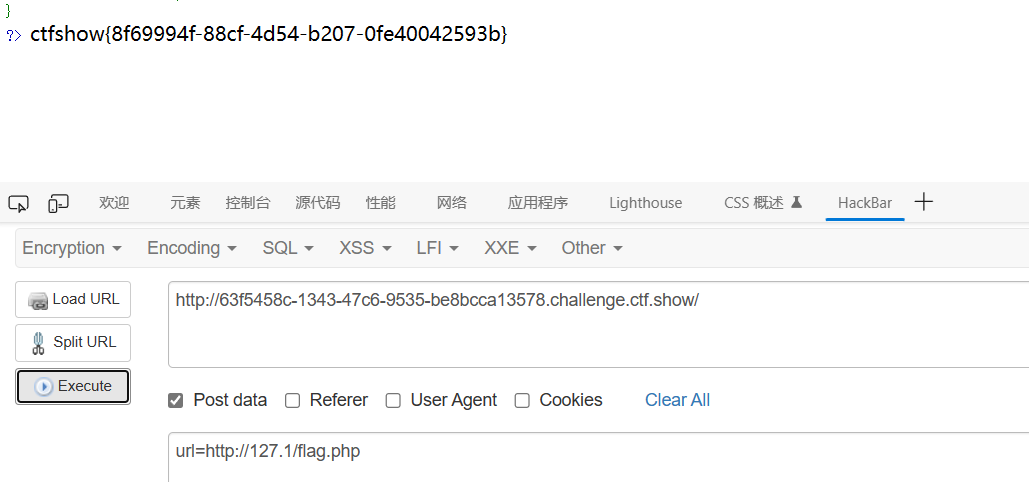 }
?> ctfshow{8f69994f-88cf-4d54-b207-0fe40042593b}
欢迎 元素 控制台 源代码 性能 网络 应用程序 Lighthouse CSS 概述 HackBar
Encryption Encoding SQL XSS LFI XXE Other
Load URL
http://63f5458c-1343-47c6-9535-be8bcca13578.challenge.ctf.show/
Split URL
Execute
Post data Referer User Agent Cookies Clear All
url=http://127.1/flag.php